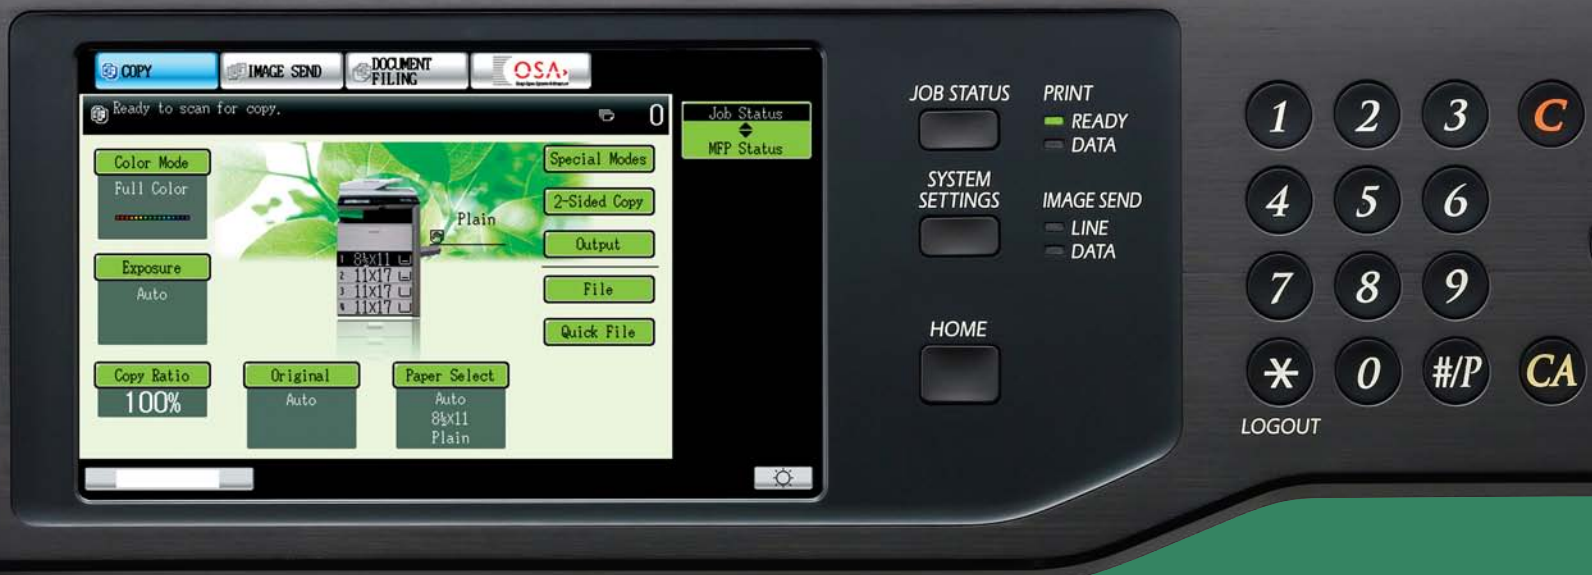 COPY
IMAGE SEND
DOCUMENT
FILING
OSA
Ready to scan for copy.
0
Job Status
MFP Status
Color Mode
Full Color
Exposure
Auto
Copy Ratio
100%
Original
Auto
Paper Select
Auto
8½X11
Plain
Plain
1 8½X11
2 11X17
3 11X17
4 11X17
Special Modes
2-Sided Copy
Output
File
Quick File
JOB STATUS
SYSTEM
SETTINGS
HOME
PRINT
READY
DATA
IMAGE SEND
LINE
DATA
1 2 3 C
4 5 6
7 8 9
* 0 #/P CA
LOGOUT